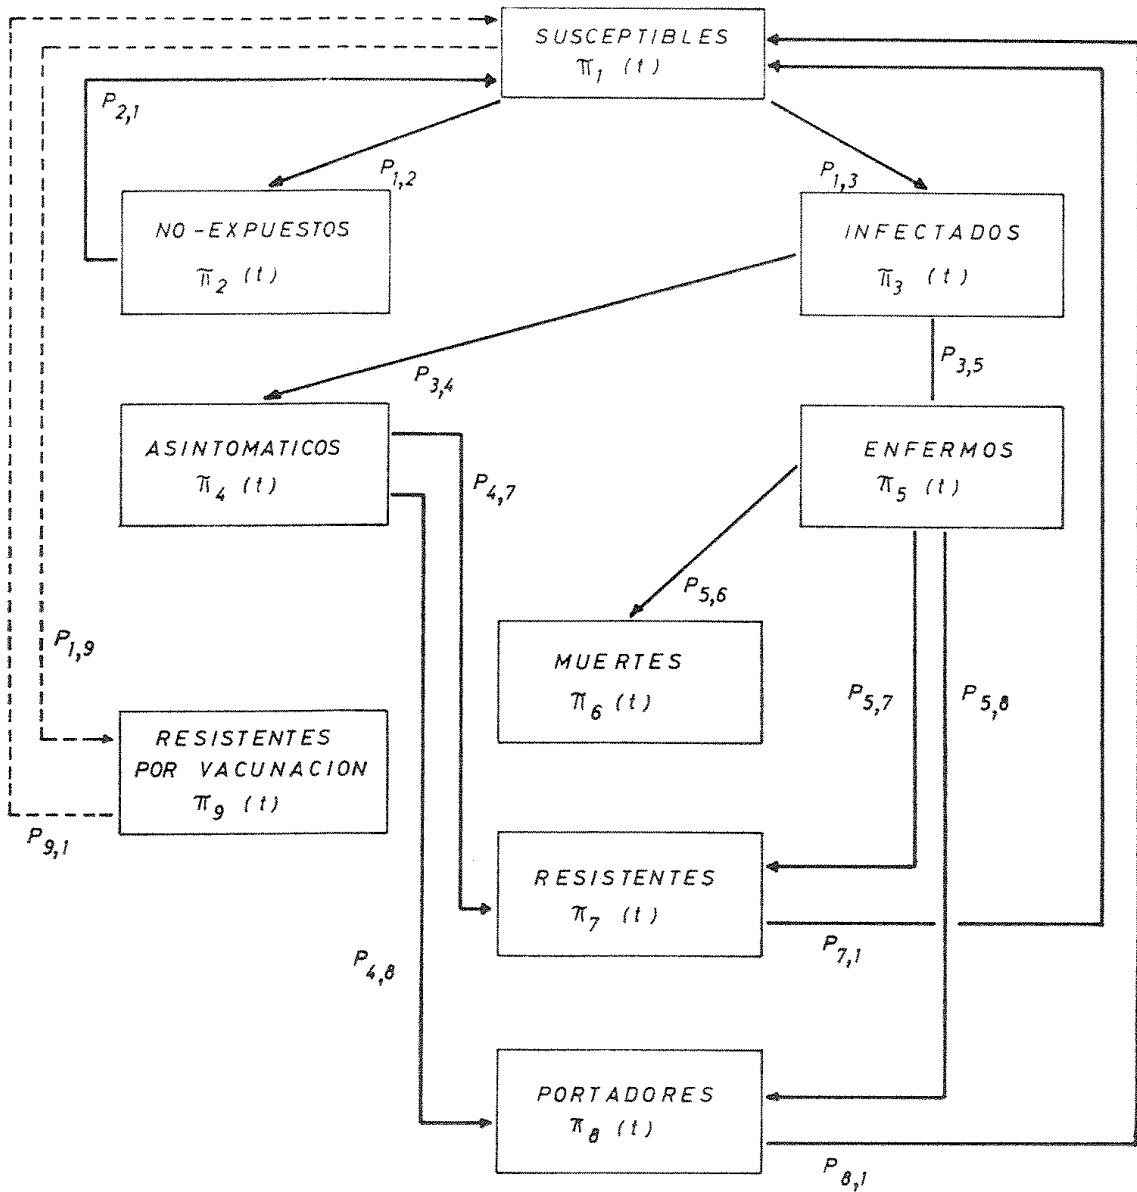 SUSCEPTIBLES
π1 (t)
P2,1
P1,2
P1,3
NO-EXPUESTOS
π2 (t)
INFECTADOS
π3 (t)
P3,4
P3,5
ASINTOMATICOS
π4 (t)
ENFERMOS
π5 (t)
P4,7
P5,6
P1,9
MUERTES
π6 (t)
P5,7
P5,8
RESISTENTES
POR VACUNACION
π9 (t)
P9,1
RESISTENTES
π7 (t)
P7,1
P4,8
PORTADORES
π8 (t)
P8,1